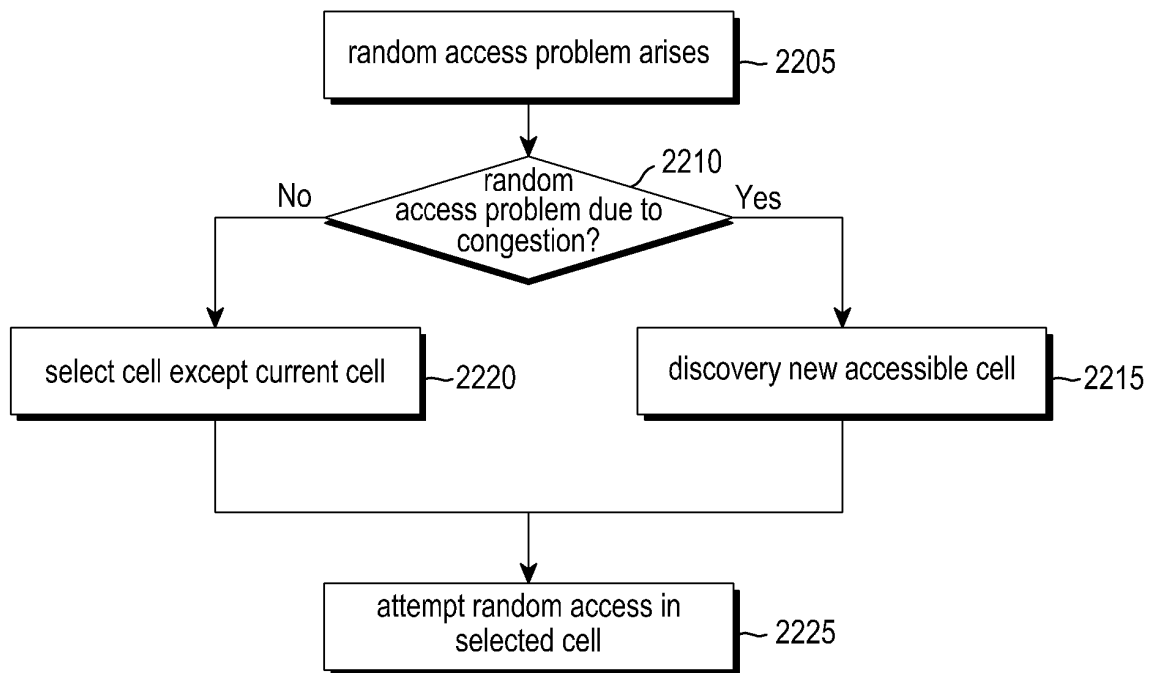 random access problem arises
2205
2210
random
access problem due to
congestion?
No
Yes
select cell except current cell
2220
discovery new accessible cell
2215
attempt random access in
selected cell
2225